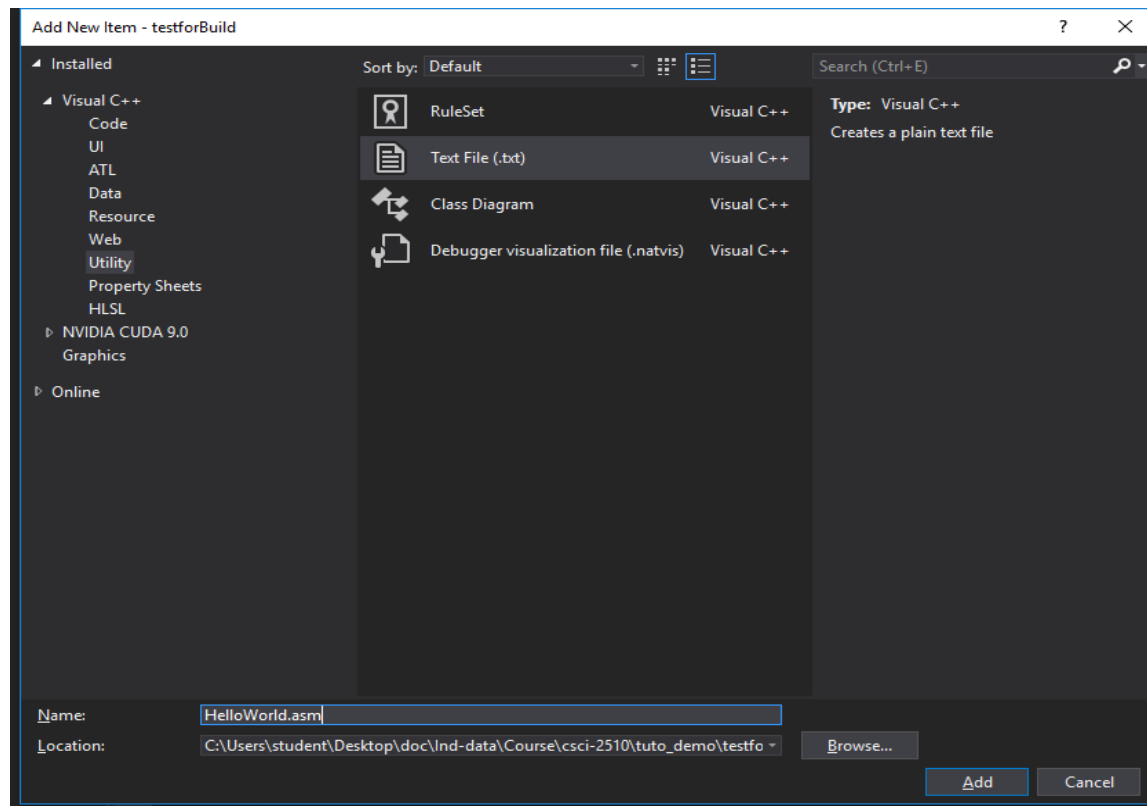 Add New Item - testforBuild
?
Installed
Visual C++
Code
UI
ATL
Data
Resource
Web
Utility
Property Sheets
HLSL
NVIDIA CUDA 9.0
Graphics
Online
Sort by: Default
Search (Ctrl+E)
RuleSet Visual C++
Text File (.txt) Visual C++
Class Diagram Visual C++
Debugger visualization file (.natvis) Visual C++
Type: Visual C++
Creates a plain text file
Name: HelloWorld.asm
Location: C:\Users\student\Desktop\doc\Ind-data\Course\csci-2510\tuto_demo\testfo
Browse...
Add Cancel